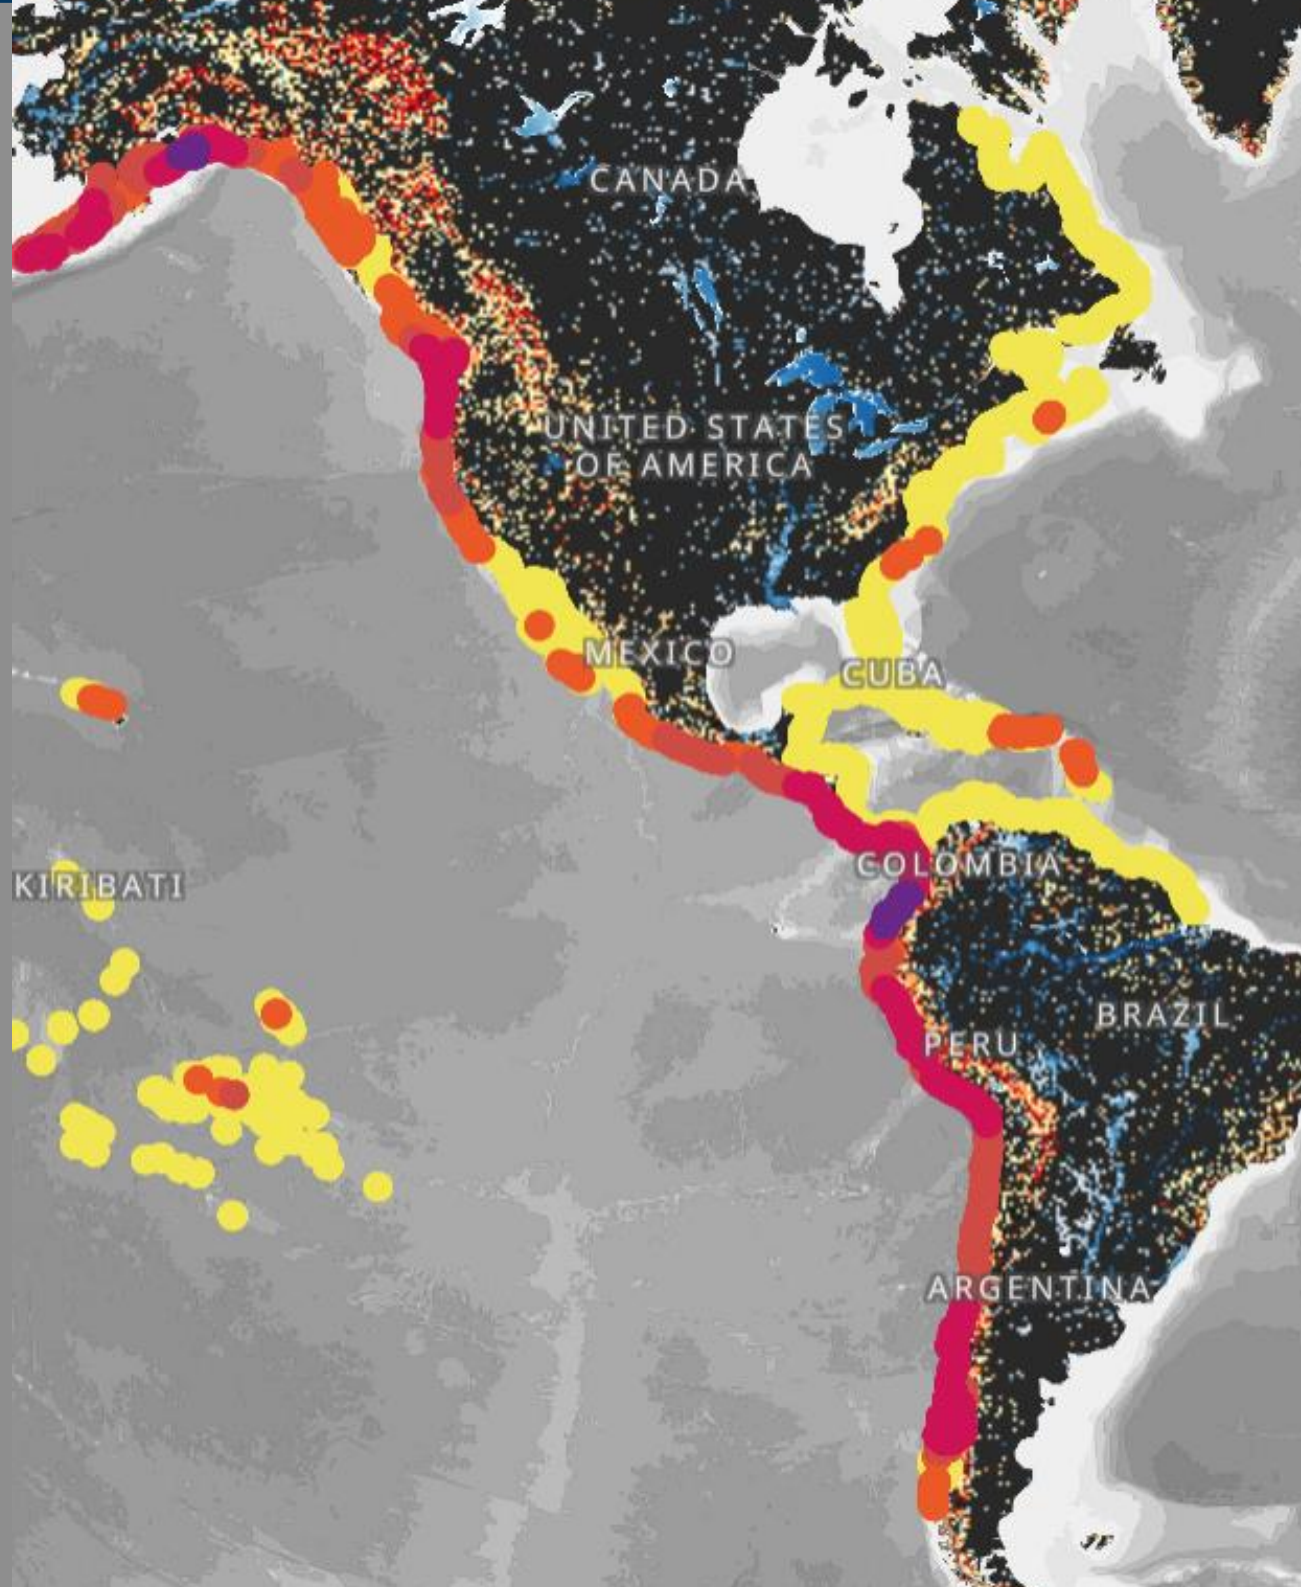 CANADA
UNITED STATES
OF AMERICA
MEXICO
CUBA
KIRIBATI
COLOMBIA
BRAZIL
PERU
ARGENTINA